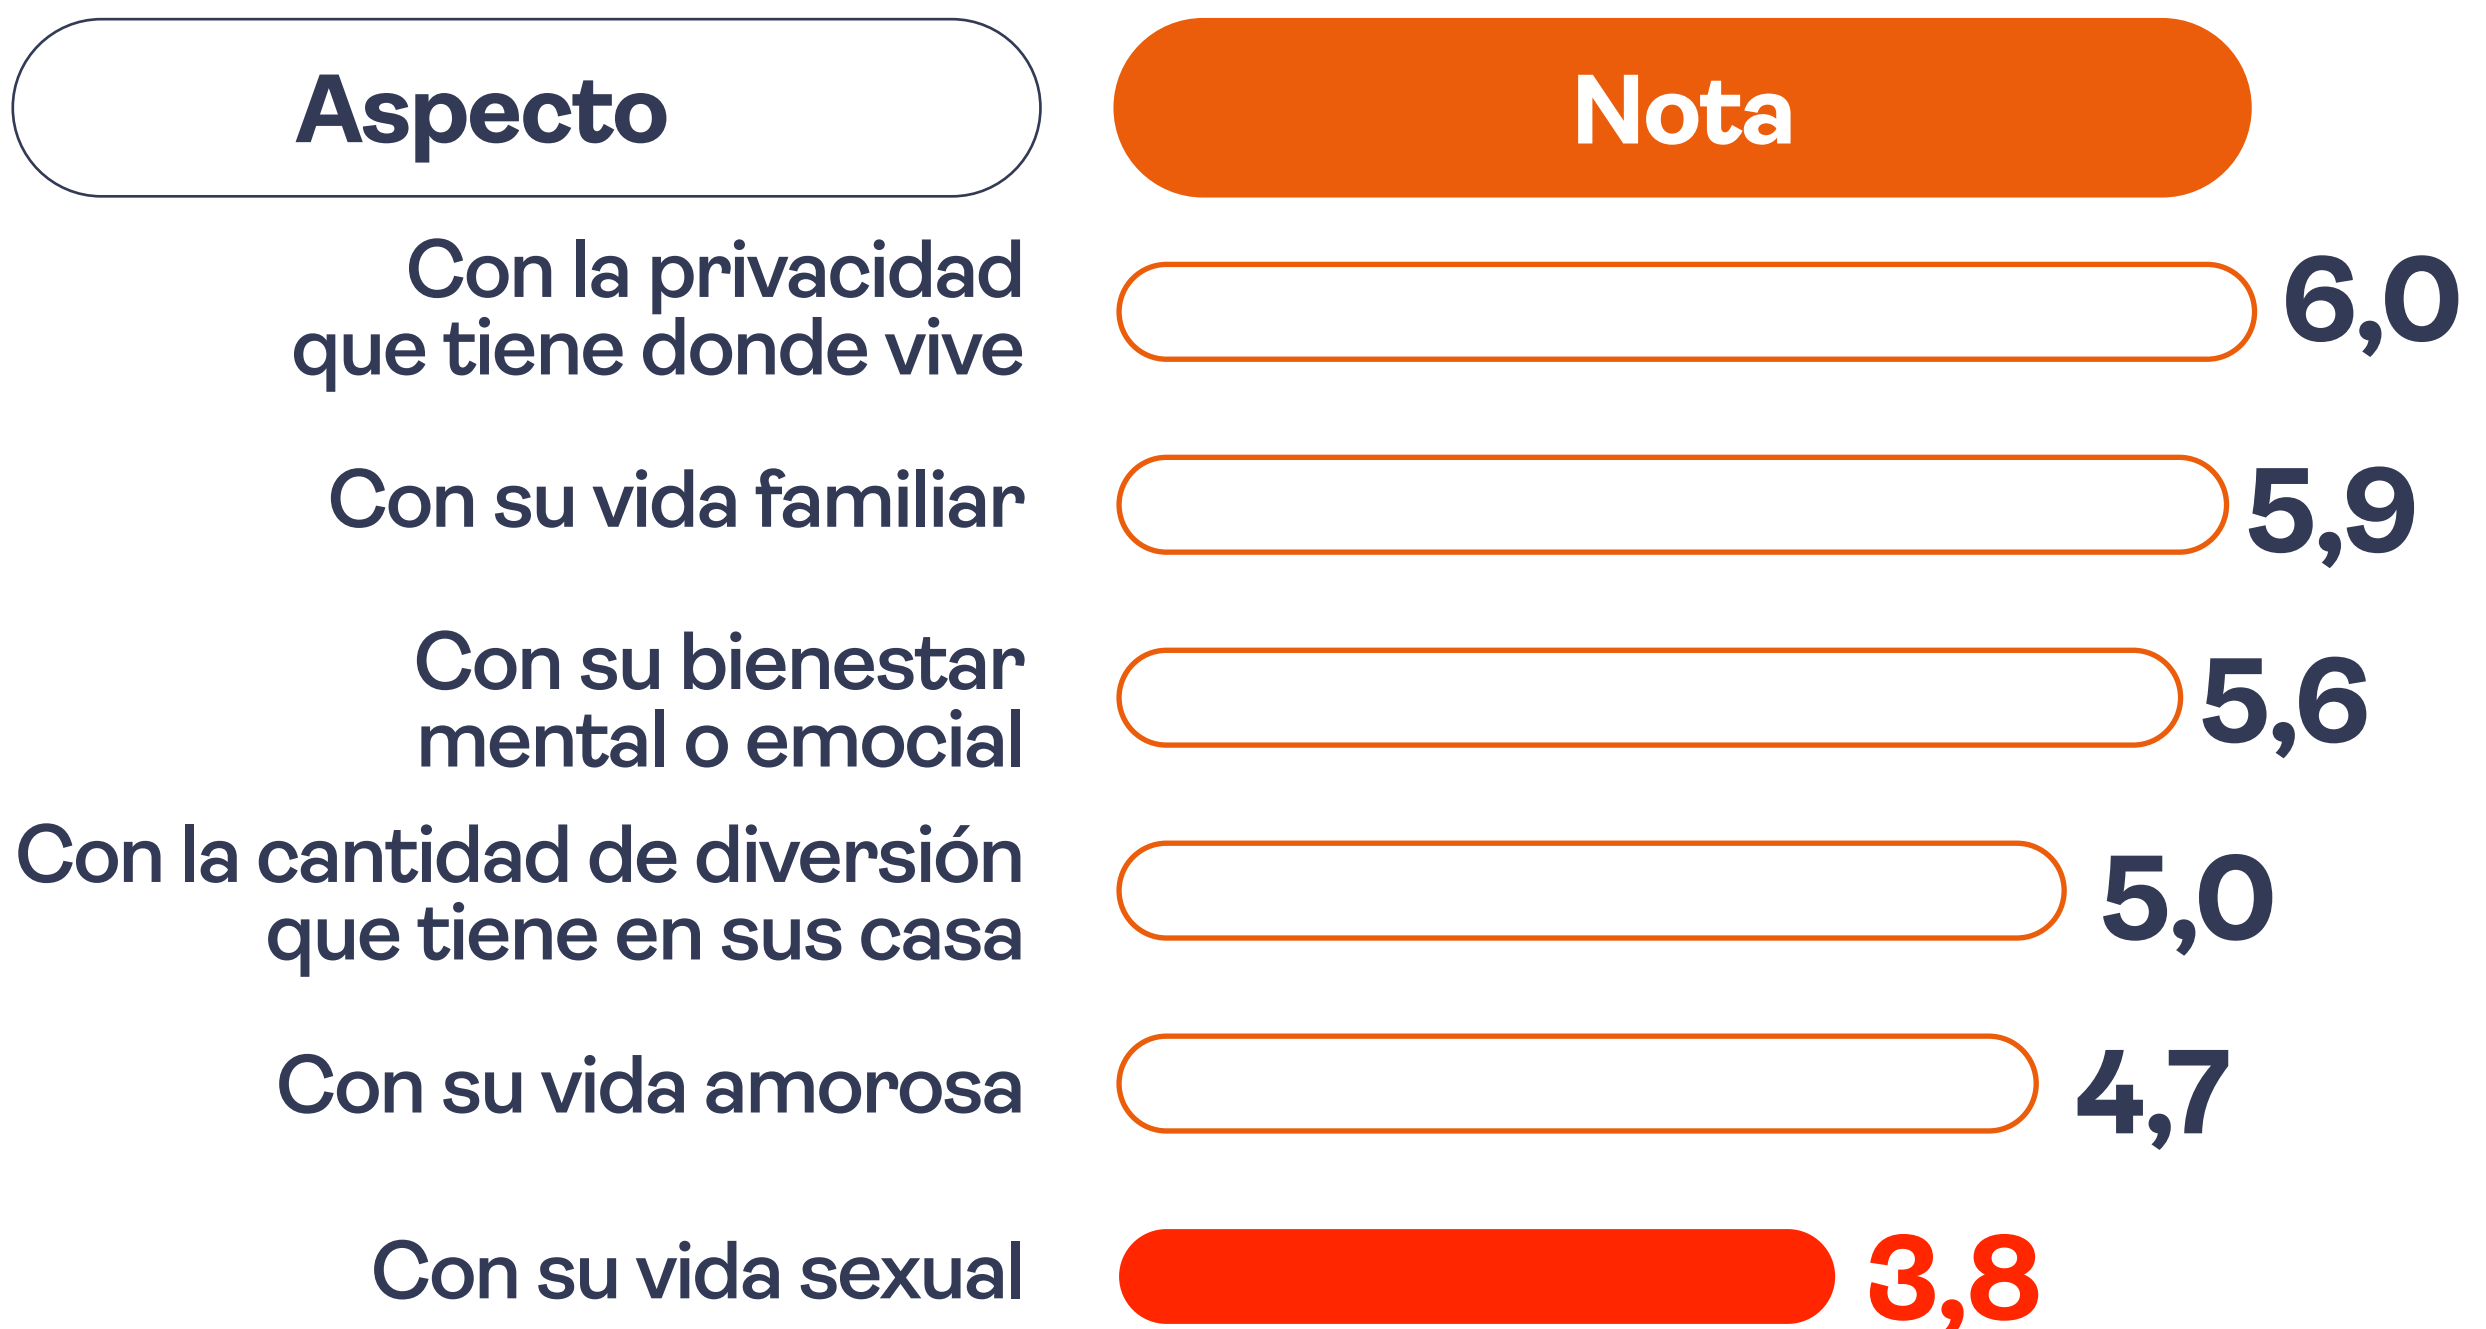 Aspecto
Nota
Con la privacidad
que tiene donde vive
6,0
Con su vida familiar
5,9
Con su bienestar
mental o emocial
5,6
Con la cantidad de diversión
que tiene en sus casa
5,0
Con su vida amorosa
4,7
Con su vida sexual
3,8